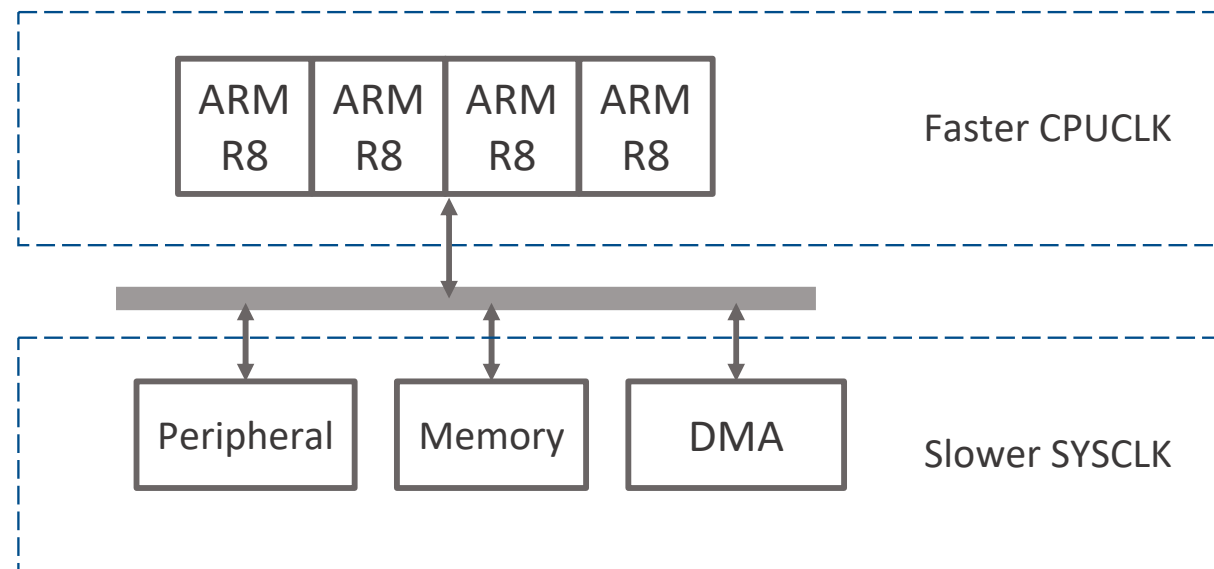 ARM ARM ARM ARM
R8 R8 R8 R8
Faster CPUCLK
Peripheral
Memory
DMA
Slower SYSCLK